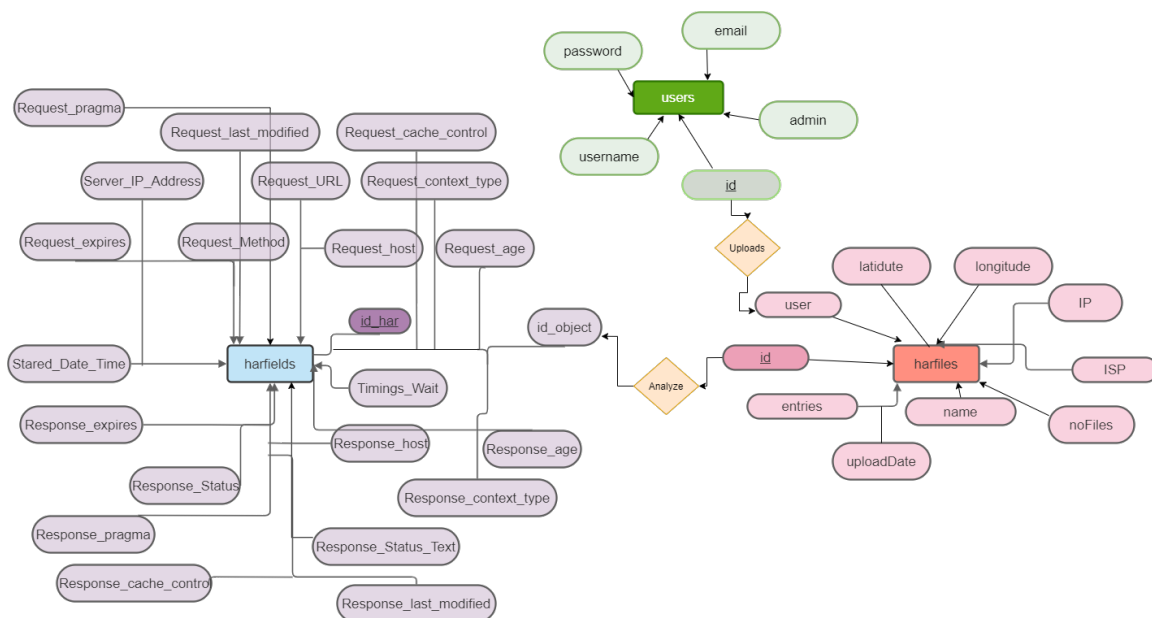 email
password
users
admin
username
id
Uploads
Request_pragma
Request_last_modified
Request_cache_control
Server_IP_Address
Request_URL
Request_context_type
Request_expires
Request_Method
Request_host
Request_age
latidute
longitude
user
IP
id_har
id_object
harfields
Stared_Date_Time
Timings_Wait
Analyze
id
harfiles
ISP
entries
name
noFiles
uploadDate
Response_expires
Response_host
Response_age
Response_Status
Response_context_type
Response_pragma
Response_Status_Text
Response_cache_control
Response_last_modified